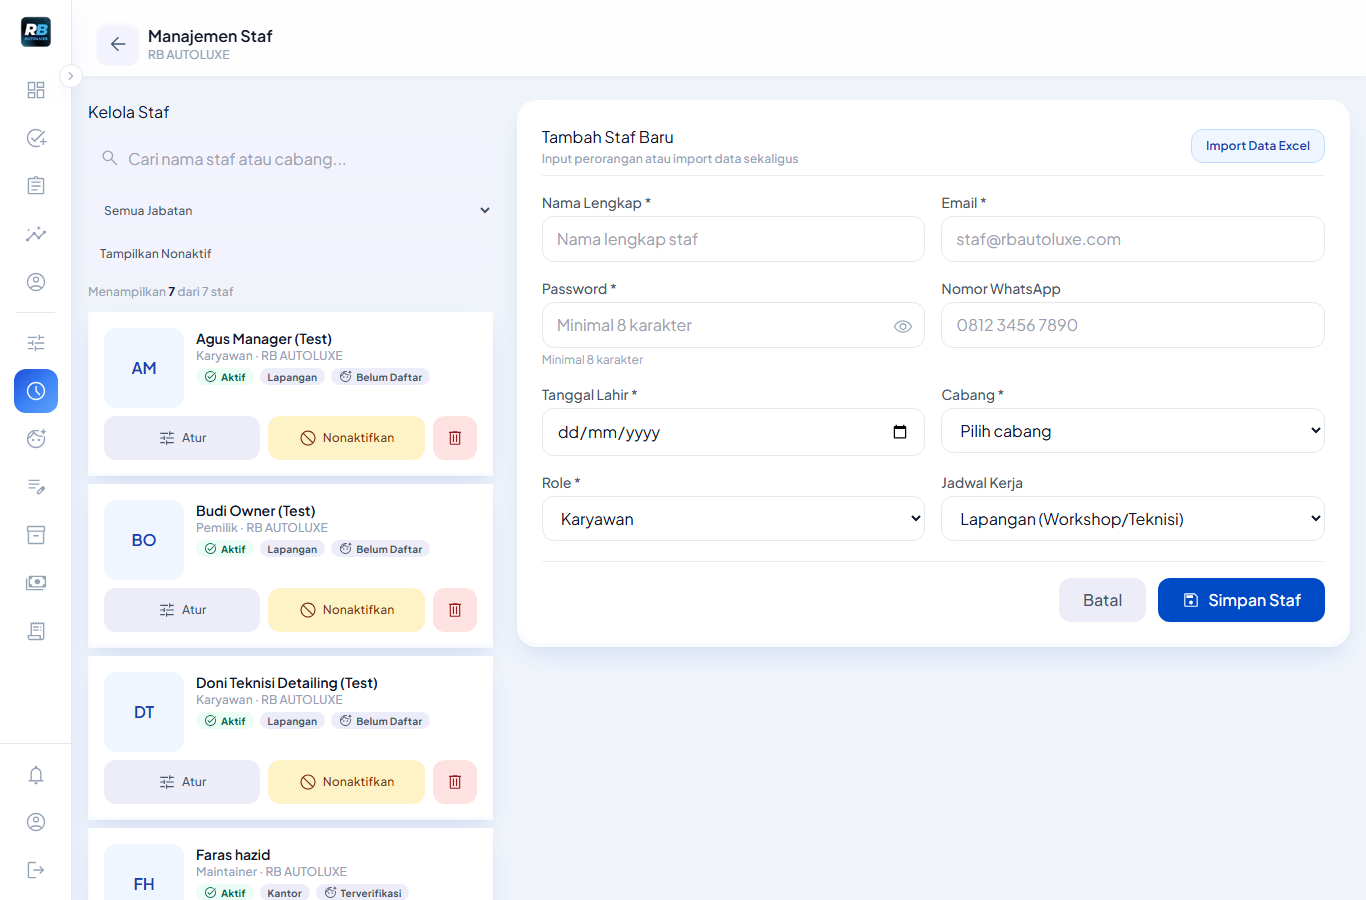 RB
AUTOLUXE
Manajemen Staf
RB AUTOLUXE
Kelola Staf
Cari nama staf atau cabang...
Semua Jabatan
Tampilkan Nonaktif
Menampilkan 7 dari 7 staf
AM
Agus Manager (Test)
Karyawan · RB AUTOLUXE
Aktif
Lapangan
Belum Daftar
Atur
Nonaktifkan
BO
Budi Owner (Test)
Pemilik · RB AUTOLUXE
Aktif
Lapangan
Belum Daftar
Atur
Nonaktifkan
DT
Doni Teknisi Detailing (Test)
Karyawan · RB AUTOLUXE
Aktif
Lapangan
Belum Daftar
Atur
Nonaktifkan
FH
Faras hazid
Maintainer · RB AUTOLUXE
Aktif
Kantor
Terverifikasi
Tambah Staf Baru
Input perorangan atau import data sekaligus
Import Data Excel
Nama Lengkap *
Nama lengkap staf
Email *
staf@rbautoluxe.com
Password *
Minimal 8 karakter
Minimal 8 karakter
Nomor WhatsApp
0812 3456 7890
Tanggal Lahir *
dd/mm/yyyy
Cabang *
Pilih cabang
Role *
Karyawan
Jadwal Kerja
Lapangan (Workshop/Teknisi)
Batal
Simpan Staf